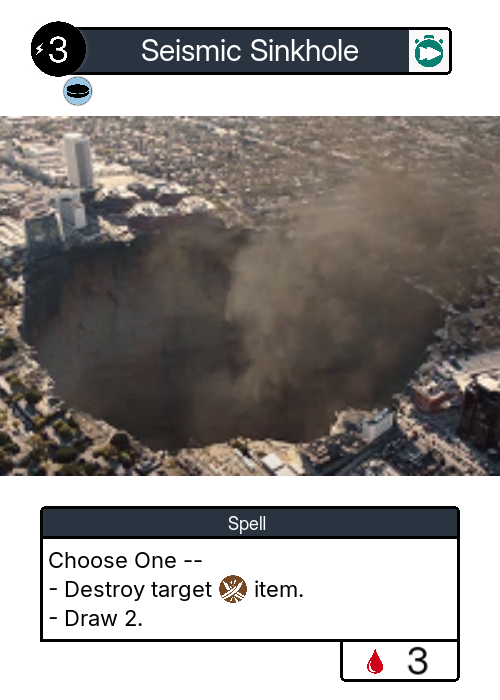 3
Seismic Sinkhole
Spell
Choose One --
- Destroy target item.
- Draw 2.
3